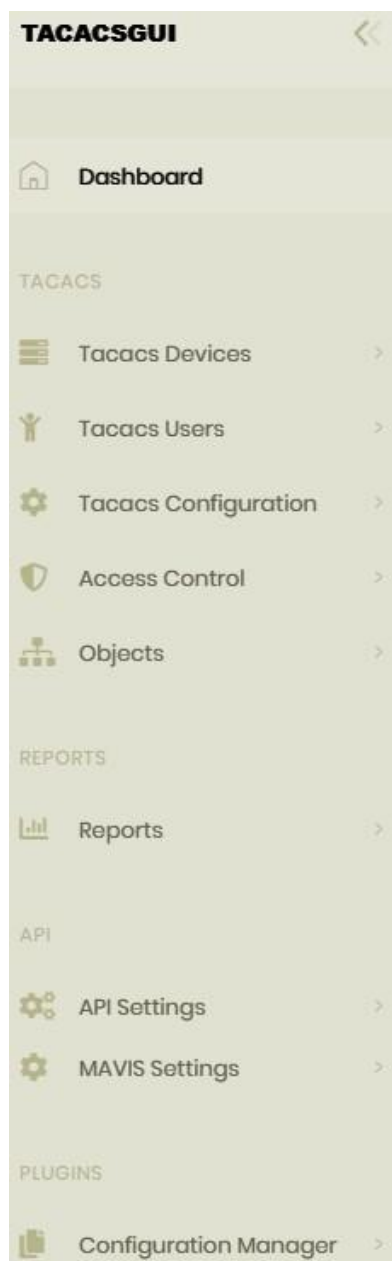 TACACSGUI
Dashboard
TACACS
Tacacs Devices
Tacacs Users
Tacacs Configuration
Access Control
Objects
REPORTS
Reports
API
API Settings
MAVIS Settings
PLUGINS
Configuration Manager